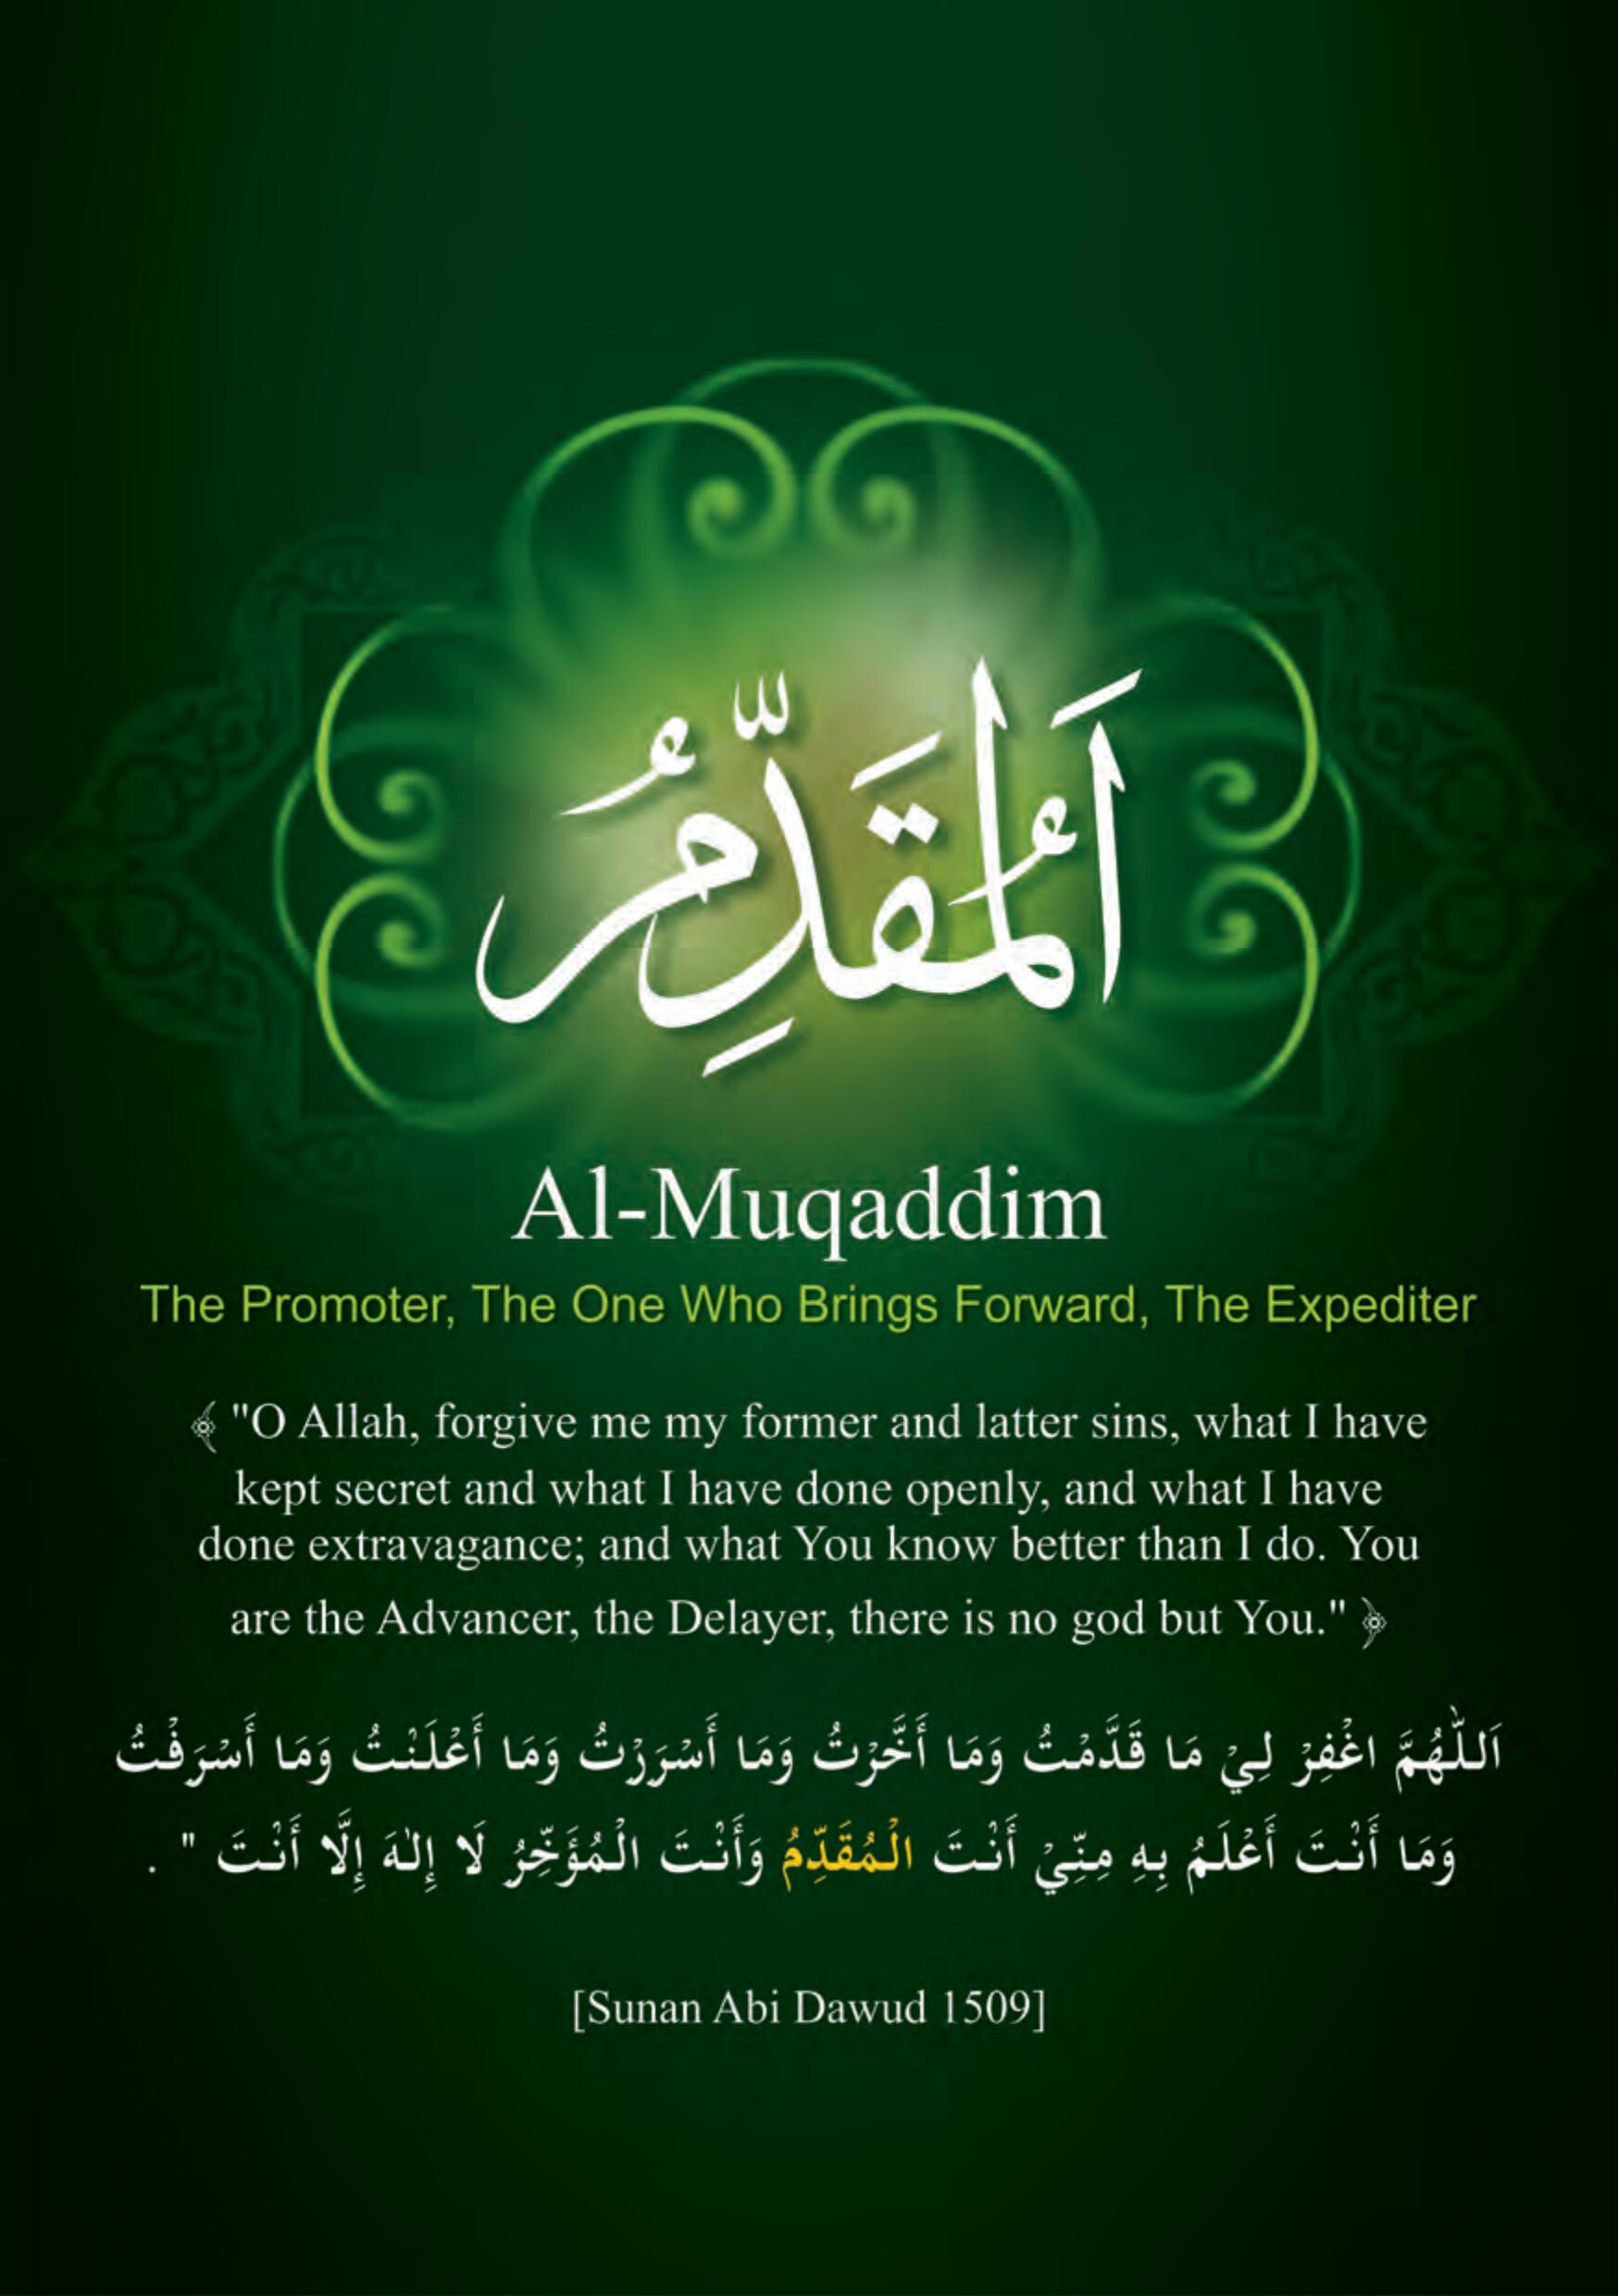 اَلْمُقَدِّمُ
Al-Muqaddim
The Promoter, The One Who Brings Forward, The Expediter
"O Allah, forgive me my former and latter sins, what I have
kept secret and what I have done openly, and what I have
done extravagance; and what You know better than I do. You
are the Advancer, the Delayer, there is no god but You."
اَللّٰهُمَّ اغْفِرْ لِيْ مَا قَدَّمْتُ وَمَا أَخَّرْتُ وَمَا أَسْرَرْتُ وَمَا أَعْلَنْتُ وَمَا أَسْرَفْتُ
وَمَا أَنْتَ أَعْلَمُ بِهِ مِنِّيْ أَنْتَ الْمُقَدِّمُ وَأَنْتَ الْمُؤَخِّرُ لَا إِلٰهَ إِلَّا أَنْتَ " .
[Sunan Abi Dawud 1509]